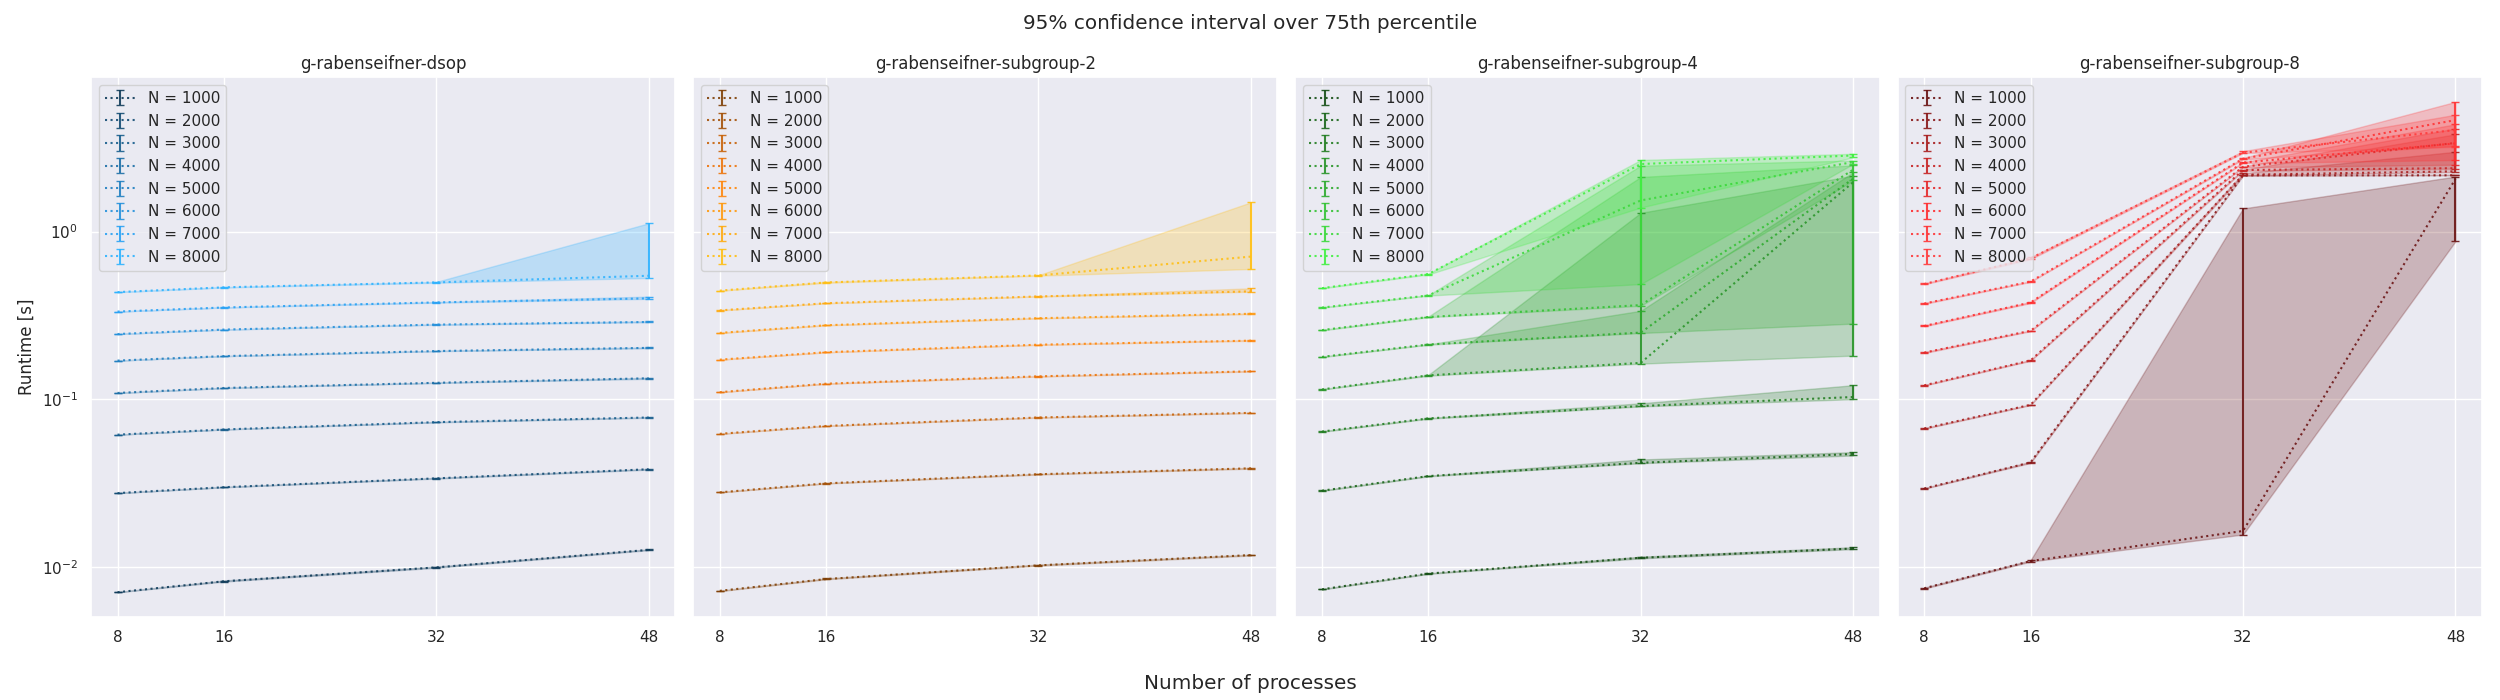 95% confidence interval over 75th percentile
g-rabenseifner-dsop
g-rabenseifner-subgroup-2
g-rabenseifner-subgroup-4
g-rabenseifner-subgroup-8
Runtime [s]
10⁰
10⁻¹
10⁻²
N = 1000
N = 2000
N = 3000
N = 4000
N = 5000
N = 6000
N = 7000
N = 8000
8 16 32 48
N = 1000
N = 2000
N = 3000
N = 4000
N = 5000
N = 6000
N = 7000
N = 8000
8 16 32 48
N = 1000
N = 2000
N = 3000
N = 4000
N = 5000
N = 6000
N = 7000
N = 8000
8 16 32 48
N = 1000
N = 2000
N = 3000
N = 4000
N = 5000
N = 6000
N = 7000
N = 8000
8 16 32 48
Number of processes